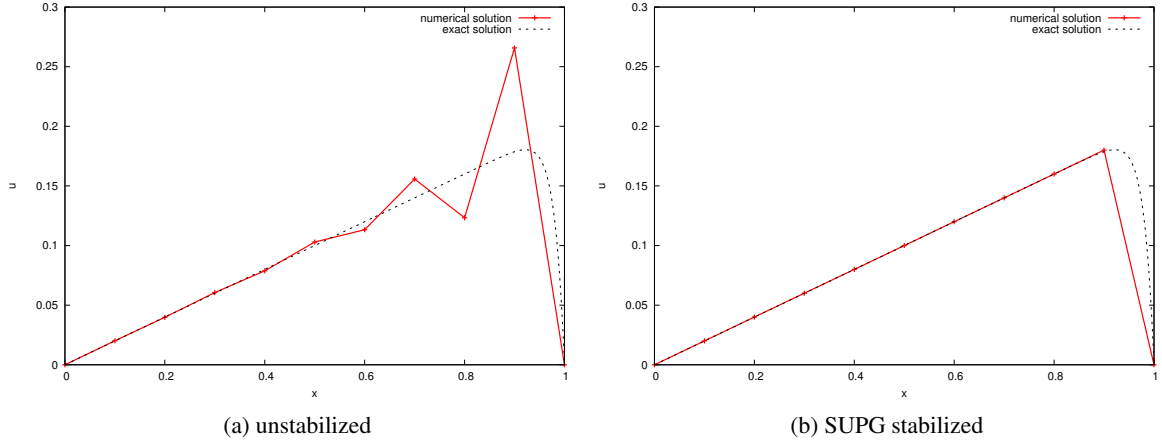 0.3
0.25
0.2
0.15
0.1
0.05
0
0
0.2
0.4
0.6
0.8
1
u
x
numerical solution
exact solution
(a) unstabilized
0.3
0.25
0.2
0.15
0.1
0.05
0
0
0.2
0.4
0.6
0.8
1
u
x
numerical solution
exact solution
(b) SUPG stabilized